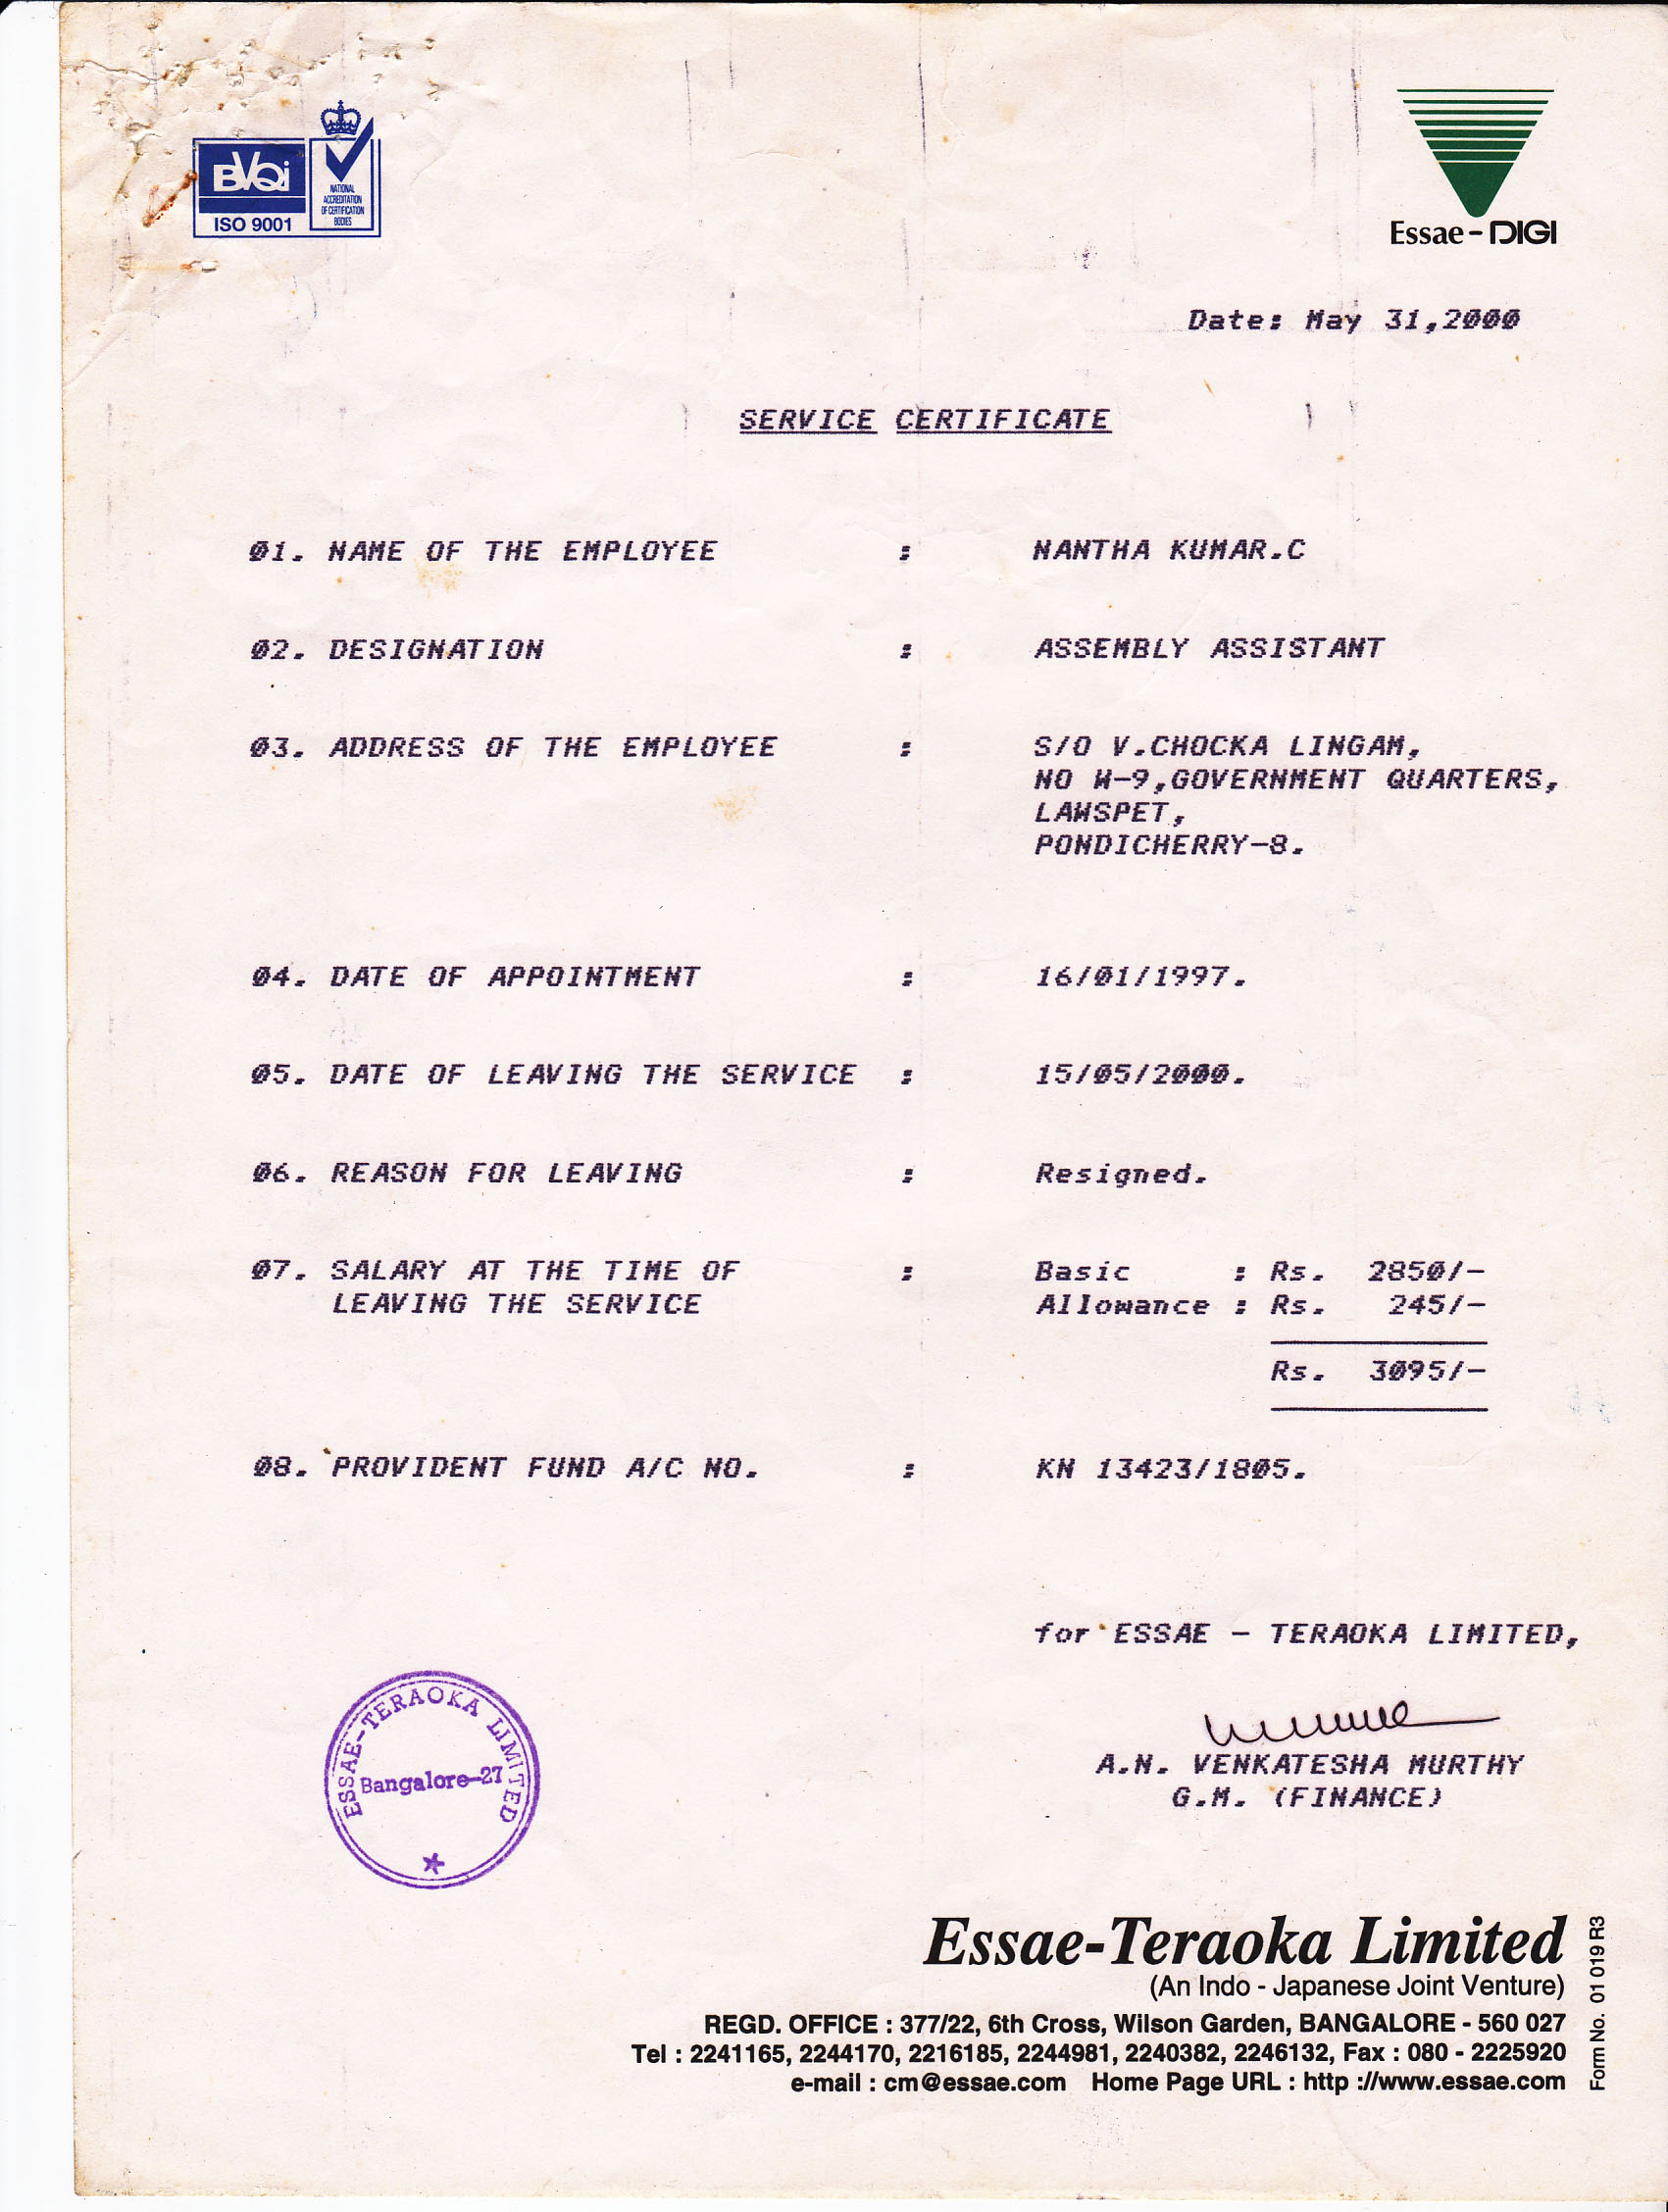 BVQi
ISO 9001
NATIONAL
ACCREDITATION
OF CERTIFICATION
BODIES
Essae - DIGI
Date: May 31,2000
SERVICE CERTIFICATE
01. NAME OF THE EMPLOYEE : NANTHA KUMAR.C
02. DESIGNATION : ASSEMBLY ASSISTANT
03. ADDRESS OF THE EMPLOYEE : S/O V.CHOCKA LINGAM,
NO W-9,GOVERNMENT QUARTERS,
LAWSPET,
PONDICHERRY-8.
04. DATE OF APPOINTMENT : 16/01/1997.
05. DATE OF LEAVING THE SERVICE : 15/05/2000.
06. REASON FOR LEAVING : Resigned.
07. SALARY AT THE TIME OF : Basic : Rs. 2850/-
LEAVING THE SERVICE Allowance : Rs. 245/-
Rs. 3095/-
08. PROVIDENT FUND A/C NO. : KN 13423/1805.
for ESSAE - TERAOKA LIMITED,
ESSAE-TERAOKA LIMITED
Bangalore-27
A.N. VENKATESHA MURTHY
G.M. (FINANCE)
Essae-Teraoka Limited
(An Indo - Japanese Joint Venture)
REGD. OFFICE : 377/22, 6th Cross, Wilson Garden, BANGALORE - 560 027
Tel : 2241165, 2244170, 2216185, 2244981, 2240382, 2246132, Fax : 080 - 2225920
e-mail : cm@essae.com Home Page URL : http ://www.essae.com
Form No. 01 019 R3